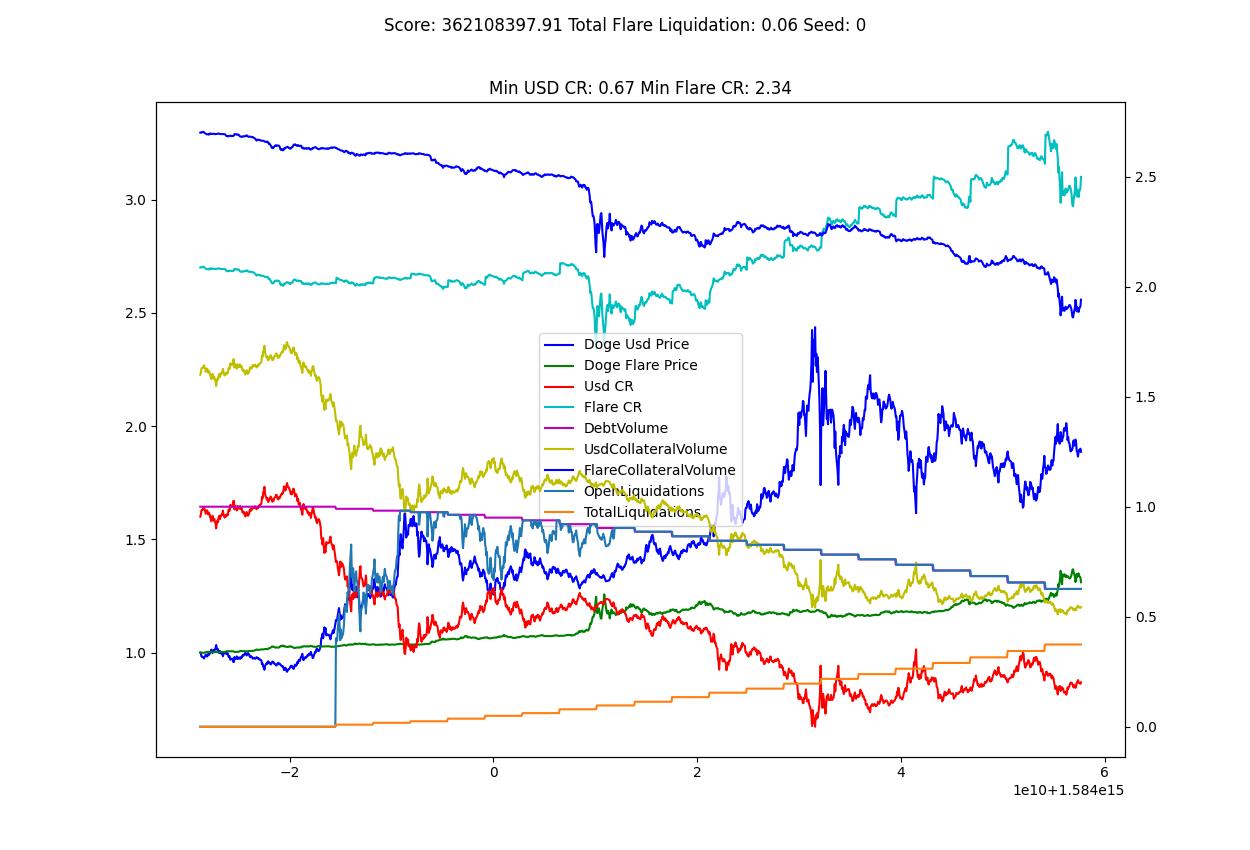 Score: 362108397.91 Total Flare Liquidation: 0.06 Seed: 0
Min USD CR: 0.67 Min Flare CR: 2.34
3.0
2.5
2.0
1.5
1.0
2.5
2.0
1.5
1.0
0.5
0.0
Doge Usd Price
Doge Flare Price
Usd CR
Flare CR
DebtVolume
UsdCollateralVolume
FlareCollateralVolume
OpenLiquidations
TotalLiquidations
−2
0
2
4
6
1e10+1.584e15